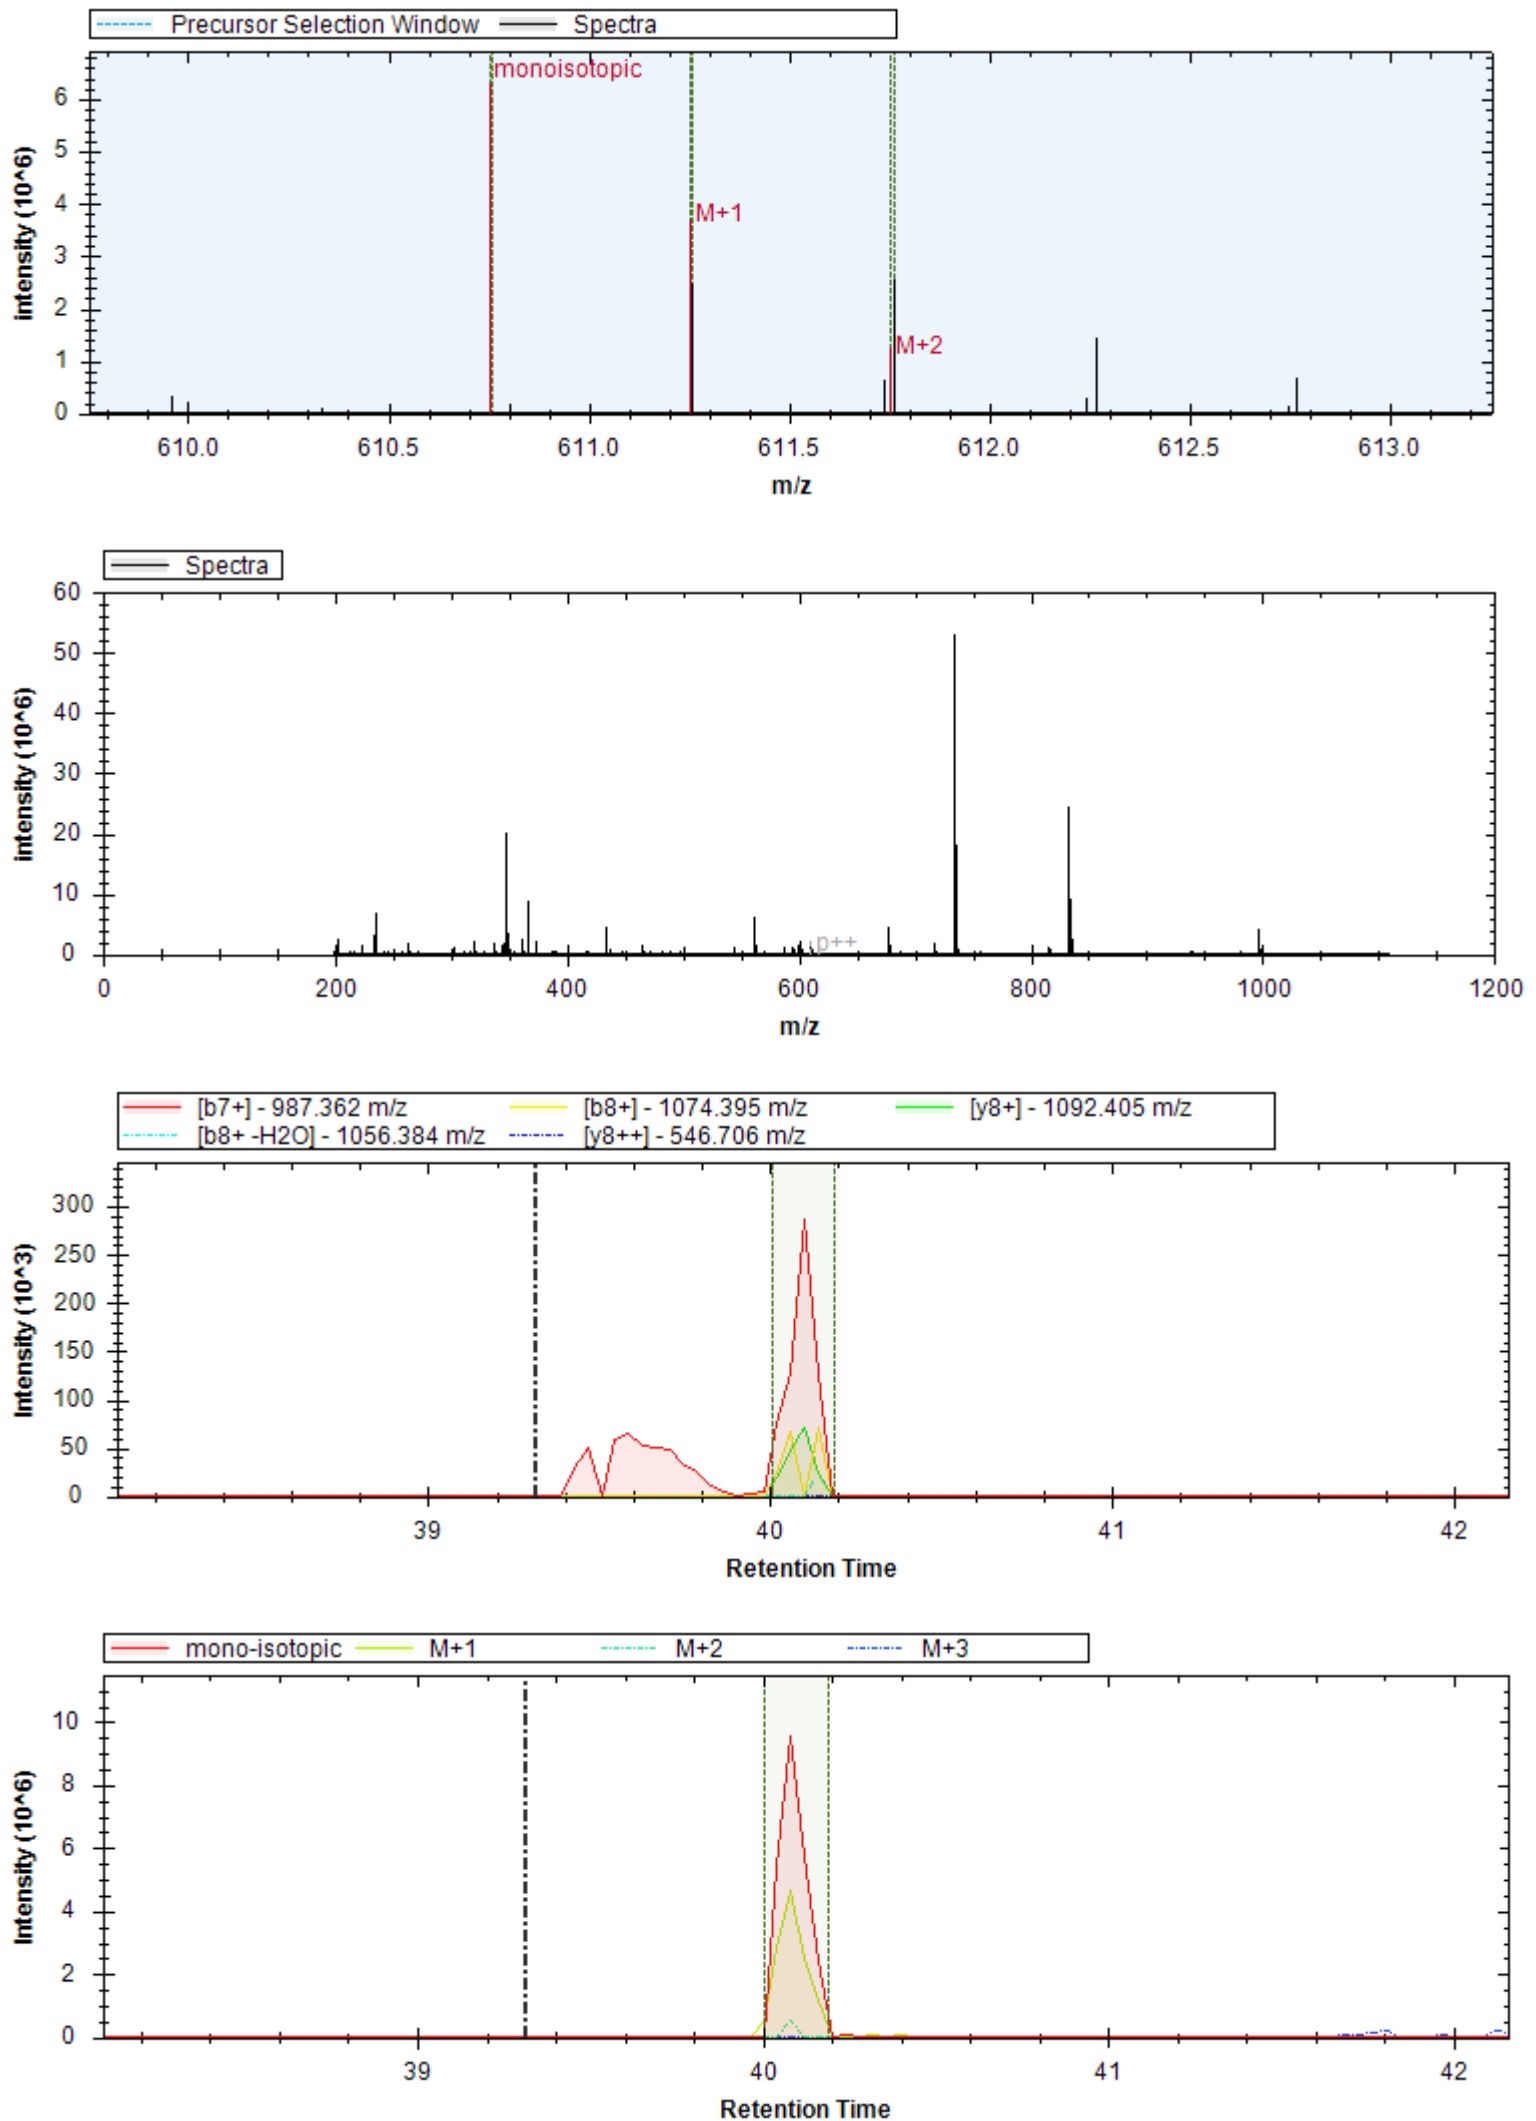 Precursor Selection Window Spectra
monoisotopic
M+1
M+2
intensity (10^6)
6
5
4
3
2
1
0
610.0 610.5 611.0 611.5 612.0 612.5 613.0
m/z
Spectra
intensity (10^6)
60
50
40
30
20
10
0
p++
0 200 400 600 800 1000 1200
m/z
[b7+] - 987.362 m/z [b8+] - 1074.395 m/z [y8+] - 1092.405 m/z
[b8+ -H2O] - 1056.384 m/z [y8++] - 546.706 m/z
Intensity (10^3)
300
250
200
150
100
50
0
39 40 41 42
Retention Time
mono-isotopic M+1 M+2 M+3
Intensity (10^6)
10
8
6
4
2
0
39 40 41 42
Retention Time